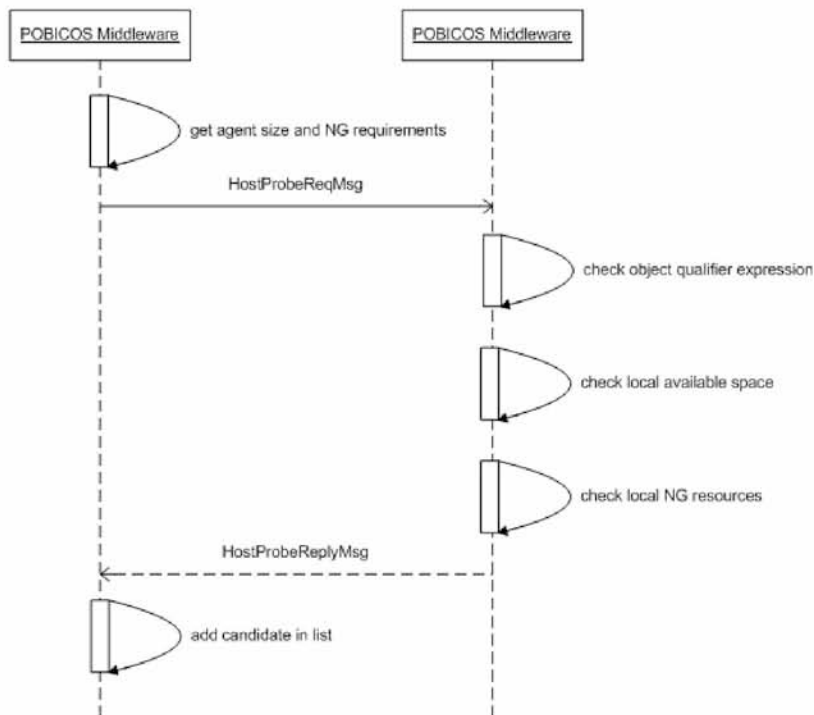 POBICOS Middleware
POBICOS Middleware
get agent size and NG requirements
HostProbeReqMsg
check object qualifier expression
check local available space
check local NG resources
HostProbeReplyMsg
add candidate in list